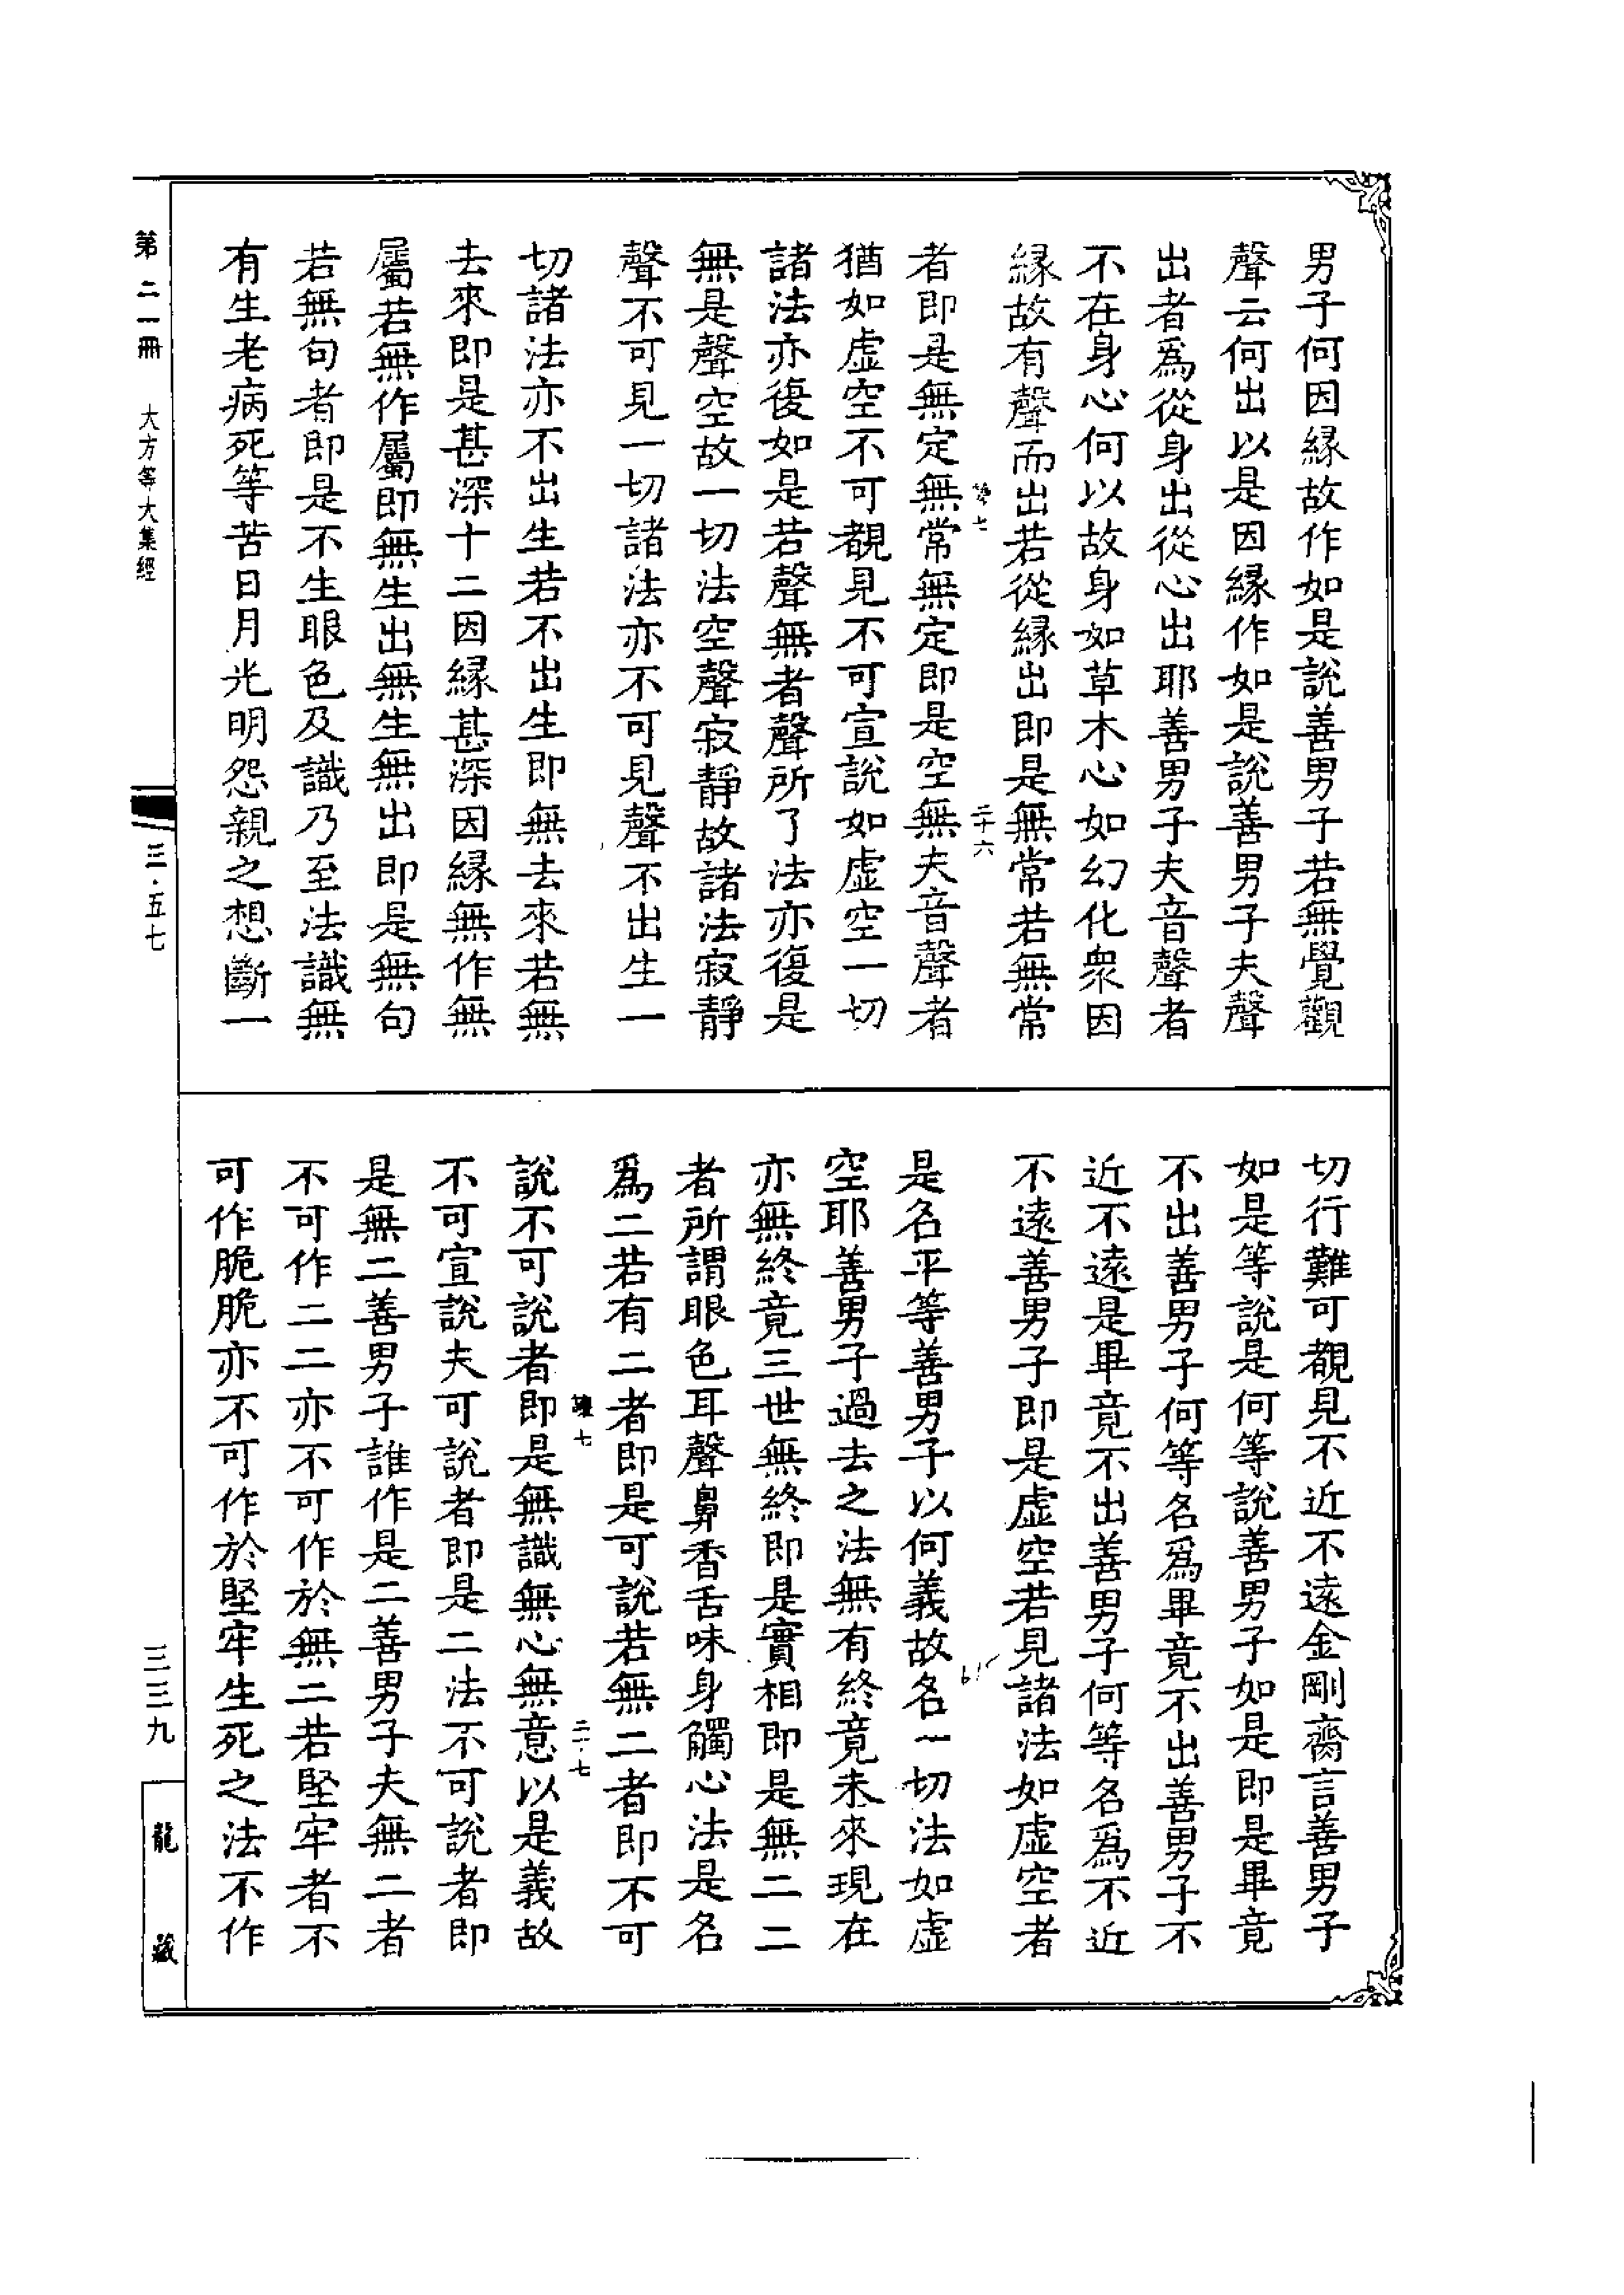 男子何因緣故作如是說善男子若無覺觀
聲云何出以是因緣作如是說善男子夫聲
出者爲從身出從心出耶善男子夫音聲者
不在身心何以故身如草木心如幻化衆因
緣故有聲而出若從緣出即是無常若無常
者即是無定無常無定即是空無夫音聲者
猶如虛空不可覩見不可宣說如虛空一切
諸法亦復如是若聲無者聲所了法亦復是
無是聲空故一切法空聲寂靜故諸法寂靜
聲不可見一切諸法亦不可見聲不出生一
切諸法亦不出生若不出生即無去來若無
去來即是甚深十二因緣甚深因緣無作無
屬若無作屬即無生出無生無出即是無句
若無句者即是不生眼色及識乃至法識無
有生老病死等苦日月光明怨親之想斷一
切行難可覩見不近不遠金剛齋言善男子
如是等說是何等說善男子如是即是畢竟
不出善男子何等名爲畢竟不出善男子不
近不遠是畢竟不出善男子何等名爲不近
不遠善男子即是虛空若見諸法如虛空者
是名平等善男子以何義故名一切法如虛
空耶善男子過去之法無有終竟未來現在
亦無終竟三世無終即是實相即是無二二
者所謂眼色耳聲鼻香舌味身觸心法是名
爲二若有二者即是可說若無二者即不可
說不可說者即是無識無心無意以是義故
不可宣說夫可說者即是二法不可說者即
是無二善男子誰作是二善男子夫無二者
不可作二二亦不可作於無二若堅牢者不
可作脆脆亦不可作於堅牢生死之法不作
七
二十六
七
二十七
第二一冊 大方等大集經
三·五七
三三九
龍藏